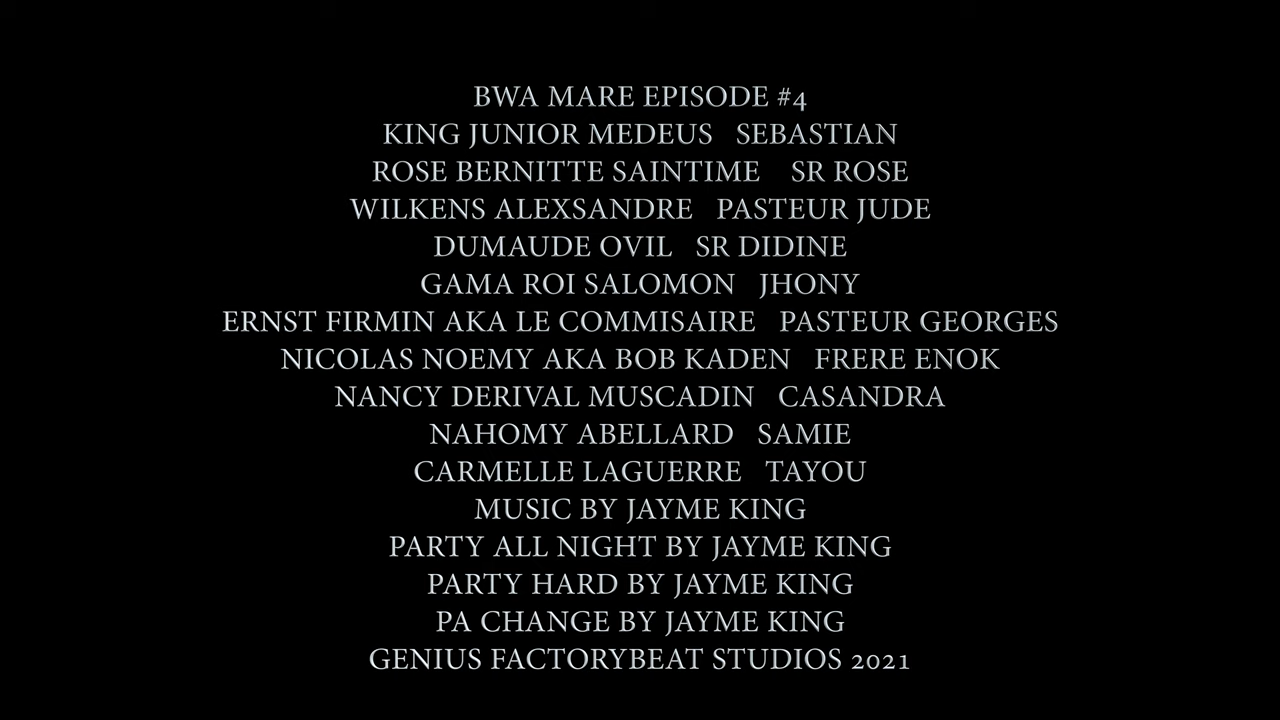 BWA MARE EPISODE #4
KING JUNIOR MEDEUS SEBASTIAN
ROSE BERNITTE SAINTIME SR ROSE
WILKENS ALEXSANDRE PASTEUR JUDE
DUMAUDE OVIL SR DIDINE
GAMA ROI SALOMON JHONY
ERNST FIRMIN AKA LE COMMISAIRE PASTEUR GEORGES
NICOLAS NOEMY AKA BOB KADEN FRERE ENOK
NANCY DERIVAL MUSCADIN CASANDRA
NAHOMY ABELLARD SAMIE
CARMELLE LAGUERRE TAYOU
MUSIC BY JAYME KING
PARTY ALL NIGHT BY JAYME KING
PARTY HARD BY JAYME KING
PA CHANGE BY JAYME KING
GENIUS FACTORYBEAT STUDIOS 2021